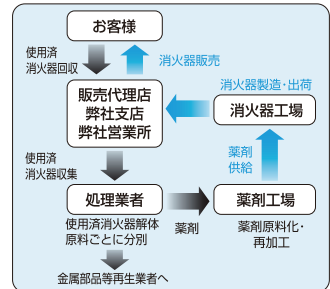 お客様
使用済
消火器回収
消火器販売
消火器製造・出荷
販売代理店
弊社支店
弊社営業所
消火器工場
使用済
消火器収集
薬剤
供給
処理業者
薬剤工場
使用済消火器解体
原料ごとに分別
薬剤
薬剤原料化・
再加工
金属部品等再生業者へ